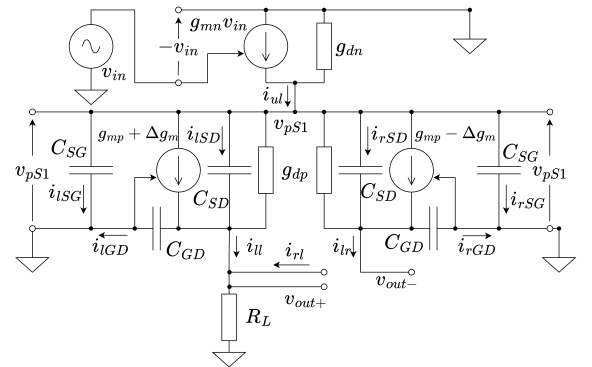 g_{mn}v_{in}
-v_{in}
g_{dn}
v_{in}
i_{ul}
v_{pS1}
C_{SG}
g_{mp} + Δg_m
i_{lSD}
i_{rSD}
g_{mp} - Δg_m
C_{SG}
v_{pS1}
g_{dp}
v_{pS1}
i_{lSG}
C_{SD}
C_{SD}
i_{rSG}
i_{lGD}
C_{GD}
i_{ll}
i_{rl}
i_{lr}
C_{GD}
i_{rGD}
v_{out+}
v_{out-}
R_L